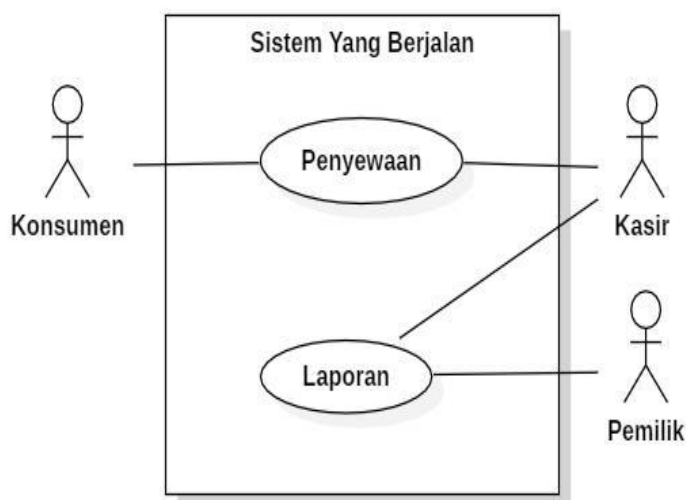 Sistem Yang Berjalan
Penyewaan
Konsumen
Kasir
Laporan
Pemilik